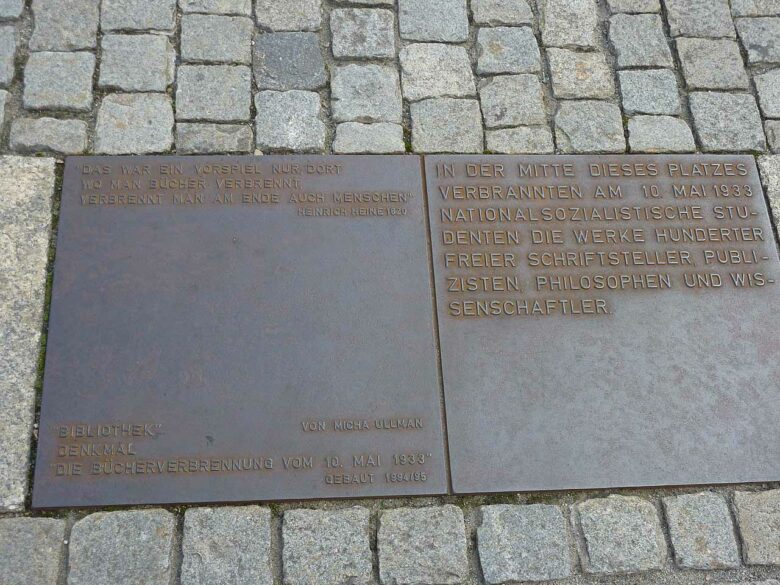 "DAS WAR EIN VORSPIEL NUR, DORT
WO MAN BÜCHER VERBRENNT,
VERBRENNT MAN AM ENDE AUCH MENSCHEN"
HEINRICH HEINE 1820
"BIBLIOTHEK" VON MICHA ULLMAN
DENKMAL
"DIE BÜCHERVERBRENNUNG VOM 10. MAI 1933"
GEBAUT 1994/95
IN DER MITTE DIESES PLATZES
VERBRANNTEN AM 10. MAI 1933
NATIONALSOZIALISTISCHE STU-
DENTEN DIE WERKE HUNDERTER
FREIER SCHRIFTSTELLER, PUBLI-
ZISTEN, PHILOSOPHEN UND WIS-
SENSCHAFTLER.